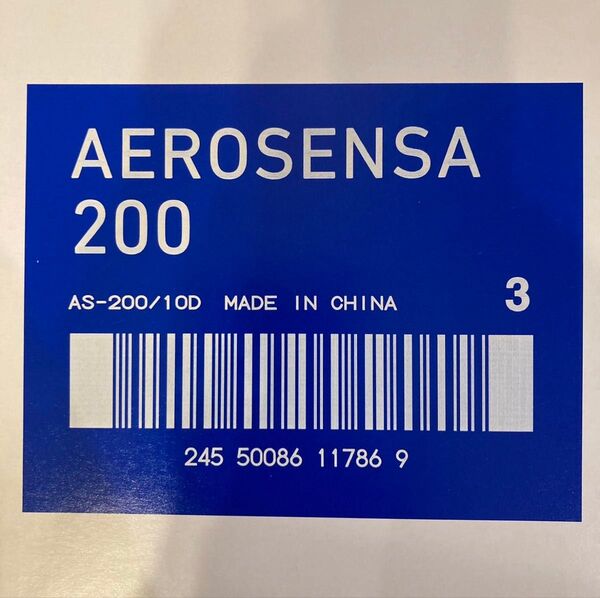 AEROSENSA
200
AS-200/10D MADE IN CHINA 3
245 50086 11786 9